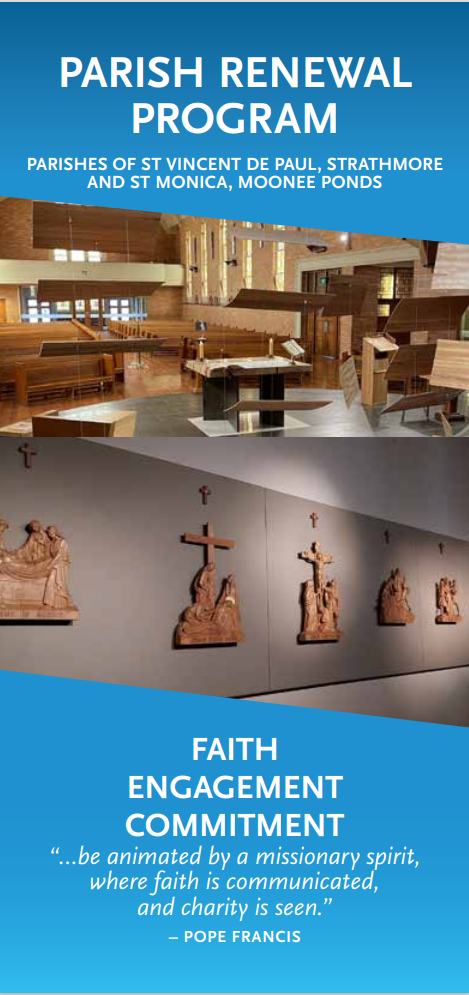 PARISH RENEWAL
PROGRAM
PARISHES OF ST VINCENT DE PAUL, STRATHMORE
AND ST MONICA, MOONEE PONDS
FAITH
ENGAGEMENT
COMMITMENT
“...be animated by a missionary spirit,
where faith is communicated,
and charity is seen.”
– POPE FRANCIS